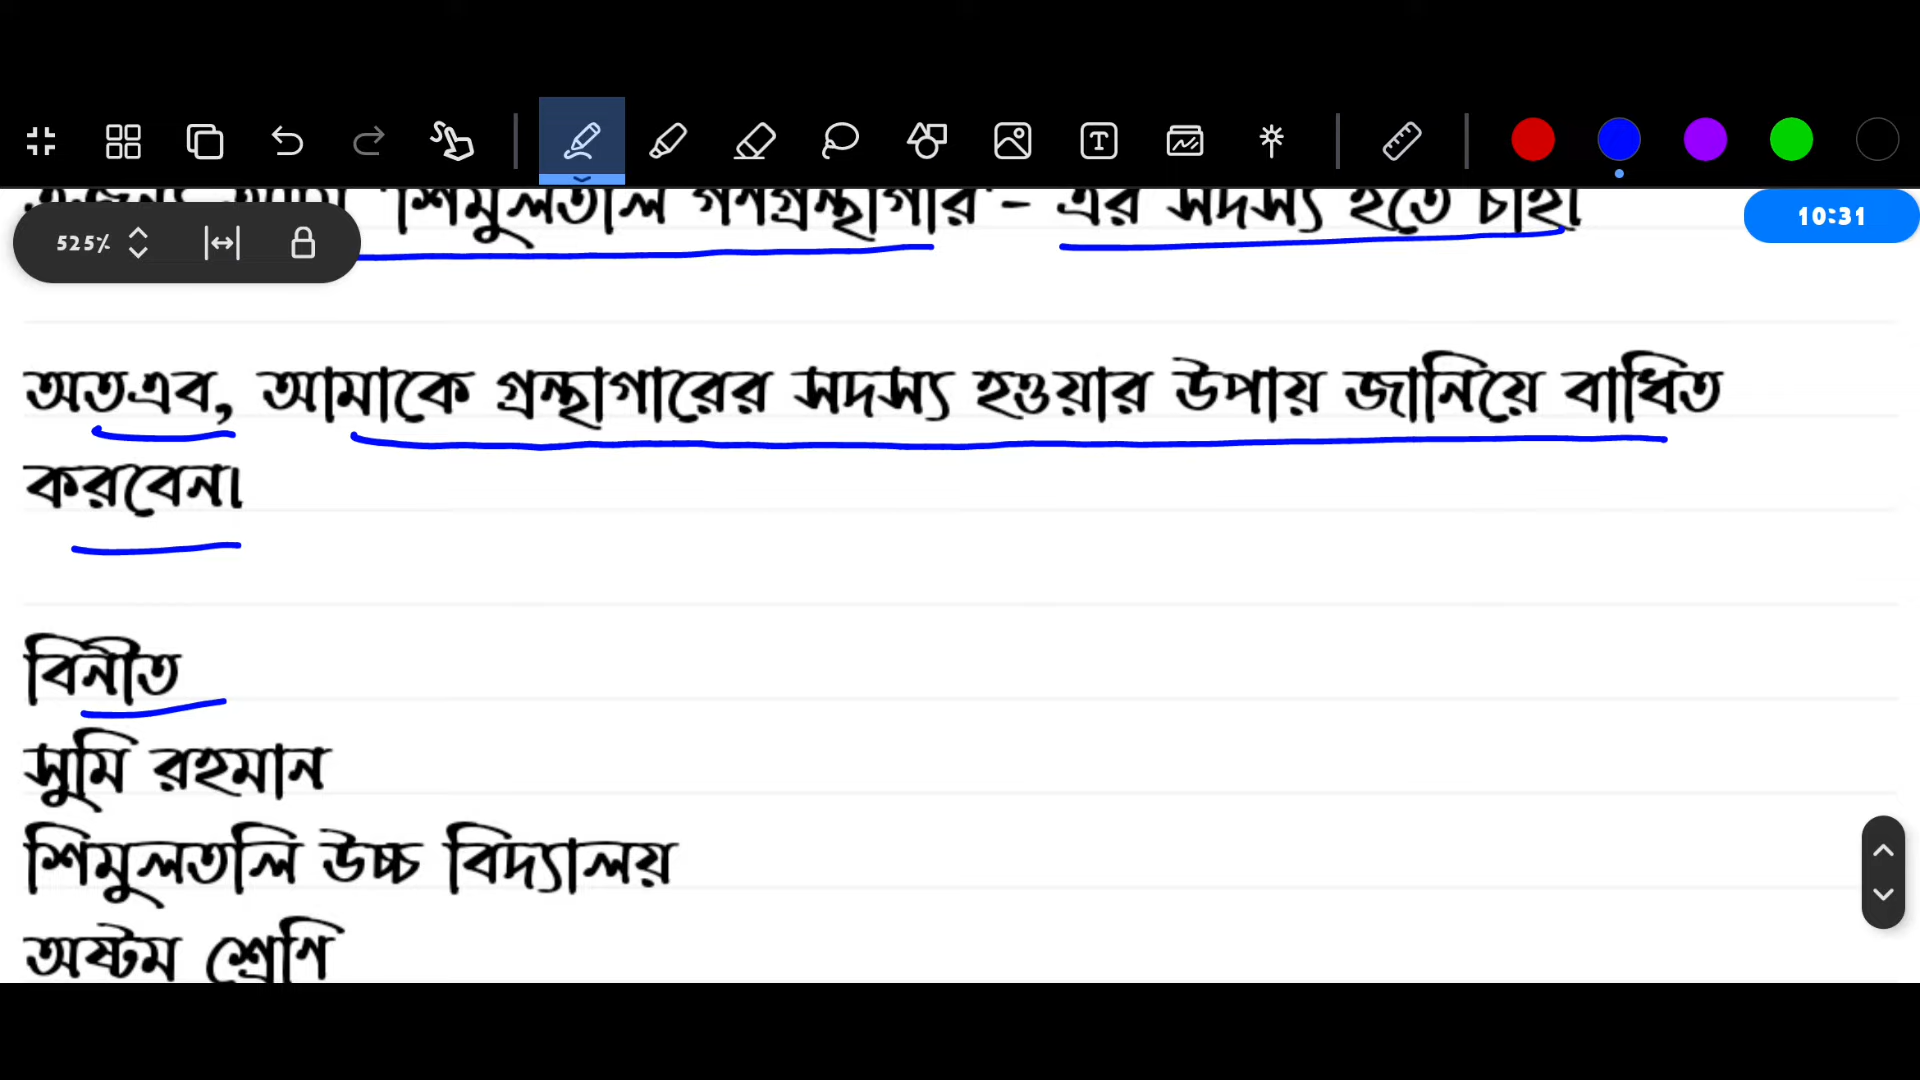 525%
10:31
'শিমুলতলি গণগ্রন্থাগার'- এর সদস্য হতে চাই।
অতএব, আমাকে গ্রন্থাগারের সদস্য হওয়ার উপায় জানিয়ে বাধিত
করবেন।
বিনীত
সুমি রহমান
শিমুলতলি উচ্চ বিদ্যালয়
অষ্টম শ্রেণি